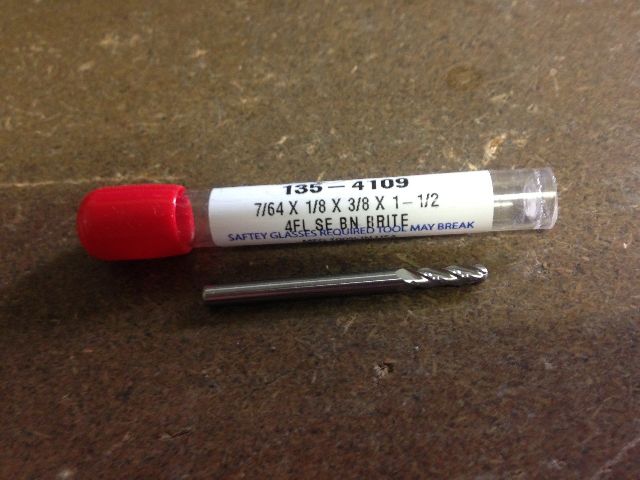 135-4109
7/64 X 1/8 X 3/8 X 1-1/2
4FL SE BN BRITE
SAFTEY GLASSES REQUIRED TOOL MAY BREAK